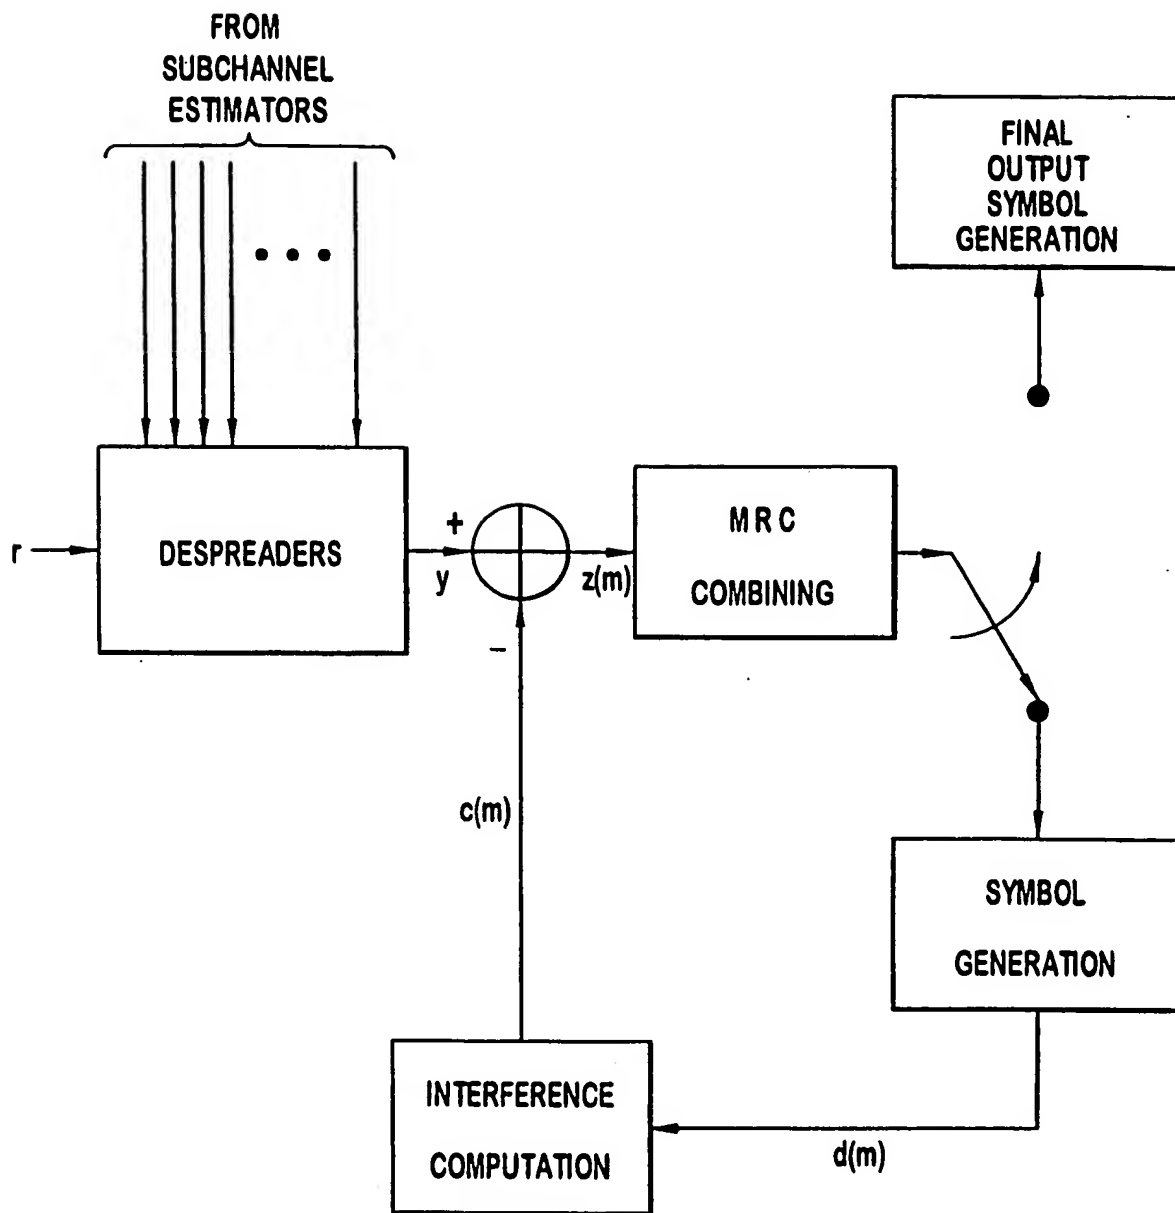 FROM
SUBCHANNEL
ESTIMATORS
FINAL
OUTPUT
SYMBOL
GENERATION
r
DESPREADERS
+
y
−
z(m)
MRC
COMBINING
c(m)
SYMBOL
GENERATION
INTERFERENCE
COMPUTATION
d(m)